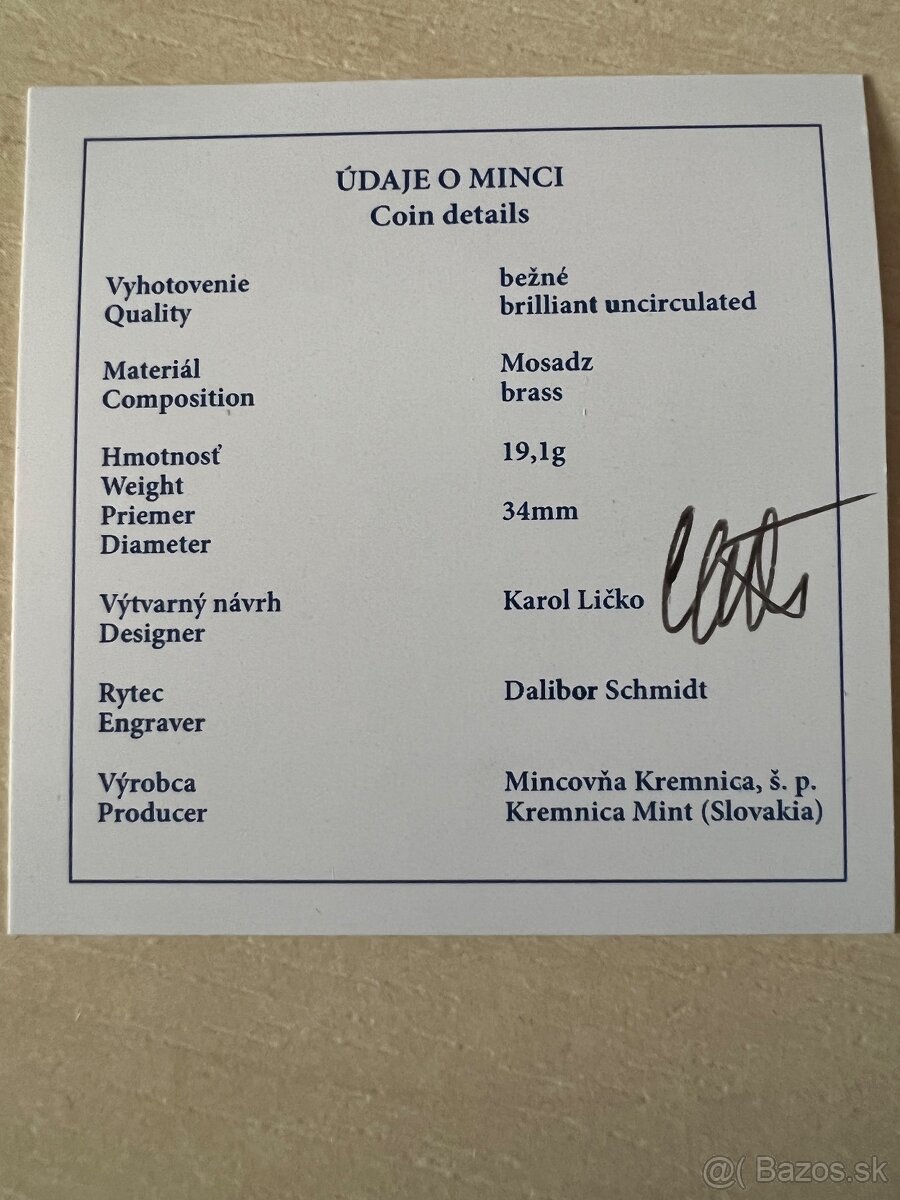 ÚDAJE O MINCI
Coin details
Vyhotovenie bežné
Quality brilliant uncirculated
Materiál Mosadz
Composition brass
Hmotnosť 19,1g
Weight
Priemer 34mm
Diameter
Výtvarný návrh Karol Ličko
Designer
Rytec Dalibor Schmidt
Engraver
Výrobca Mincovňa Kremnica, š. p.
Producer Kremnica Mint (Slovakia)
@( Bazos.sk